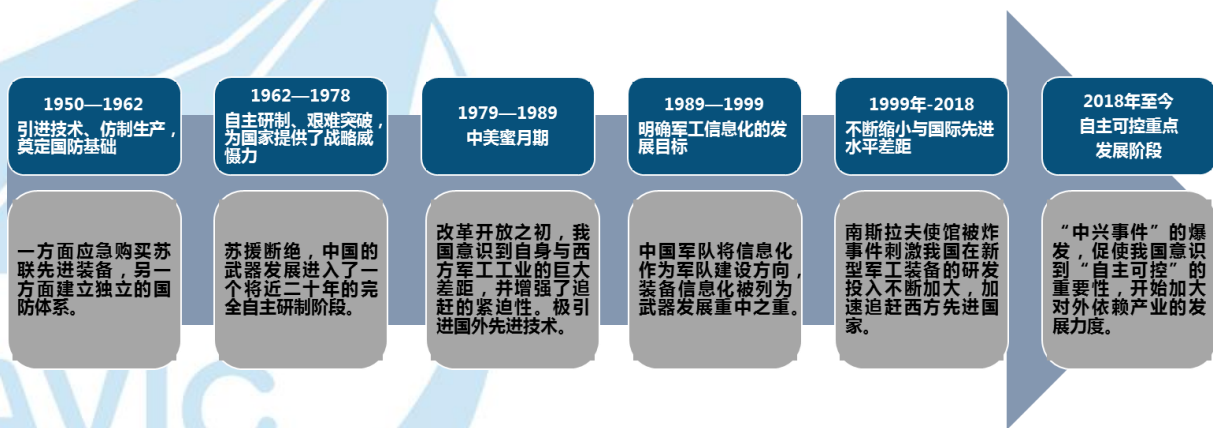 1950—1962
引进技术、仿制生产，
奠定国防基础
1962—1978
自主研制、艰难突破，
为国家提供了战略威
慑力
1979—1989
中美蜜月期
1989—1999
明确军工信息化的发
展目标
1999年-2018
不断缩小与国际先进
水平差距
2018年至今
自主可控重点
发展阶段
一方面应急购买苏
联先进装备，另一
方面建立独立的国
防体系。
苏援断绝，中国的
武器发展进入了一
个将近二十年的完
全自主研制阶段。
改革开放之初，我
国意识到自身与西
方军工工业的巨大
差距，并增强了追
赶的紧迫性。极引
进国外先进技术。
中国军队将信息化
作为军队建设方向，
装备信息化被列为
武器发展重中之重。
南斯拉夫使馆被炸
事件刺激我国在新
型军工装备的研发
投入不断加大，加
速追赶西方先进国
家。
“中兴事件”的爆
发，促使我国意识
到“自主可控”的
重要性，开始加大
对外依赖产业的发
展力度。
AVIC